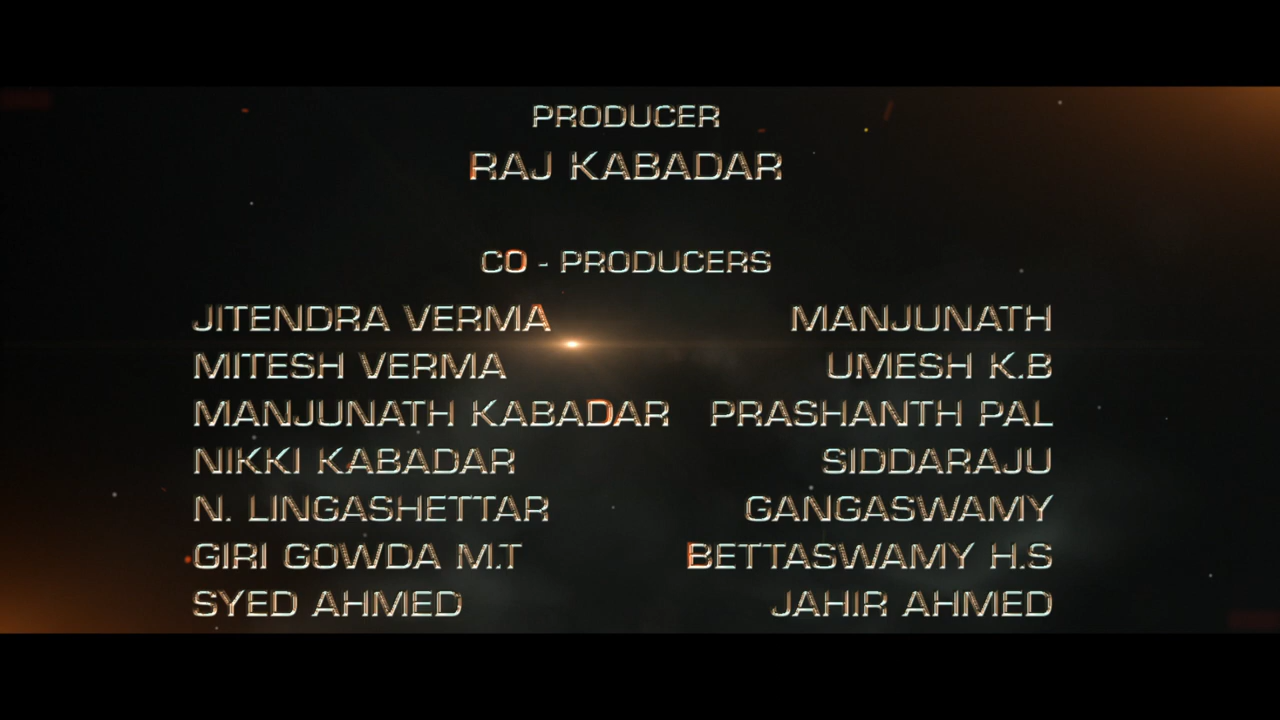 PRODUCER
RAJ KABADAR
CO - PRODUCERS
JITENDRA VERMA MANJUNATH
MITESH VERMA UMESH K.B
MANJUNATH KABADAR PRASHANTH PAL
NIKKI KABADAR SIDDARAJU
N. LINGASHETTAR GANGASWAMY
GIRI GOWDA M.T BETTASWAMY H.S
SYED AHMED JAHIR AHMED